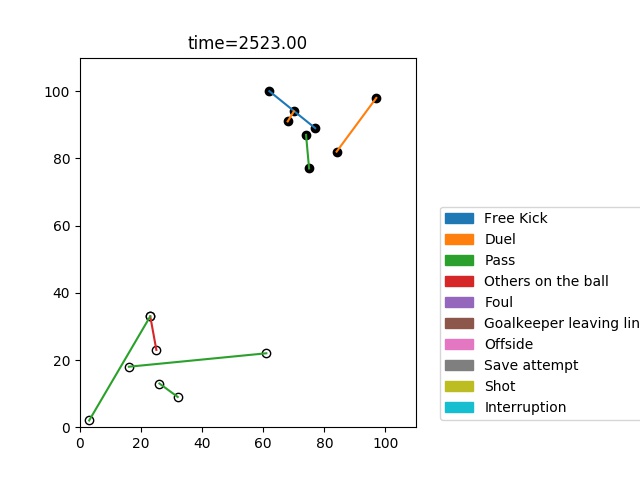 time=2523.00
100
80
60
40
20
0
0 20 40 60 80 100
Free Kick
Duel
Pass
Others on the ball
Foul
Goalkeeper leaving lin
Offside
Save attempt
Shot
Interruption